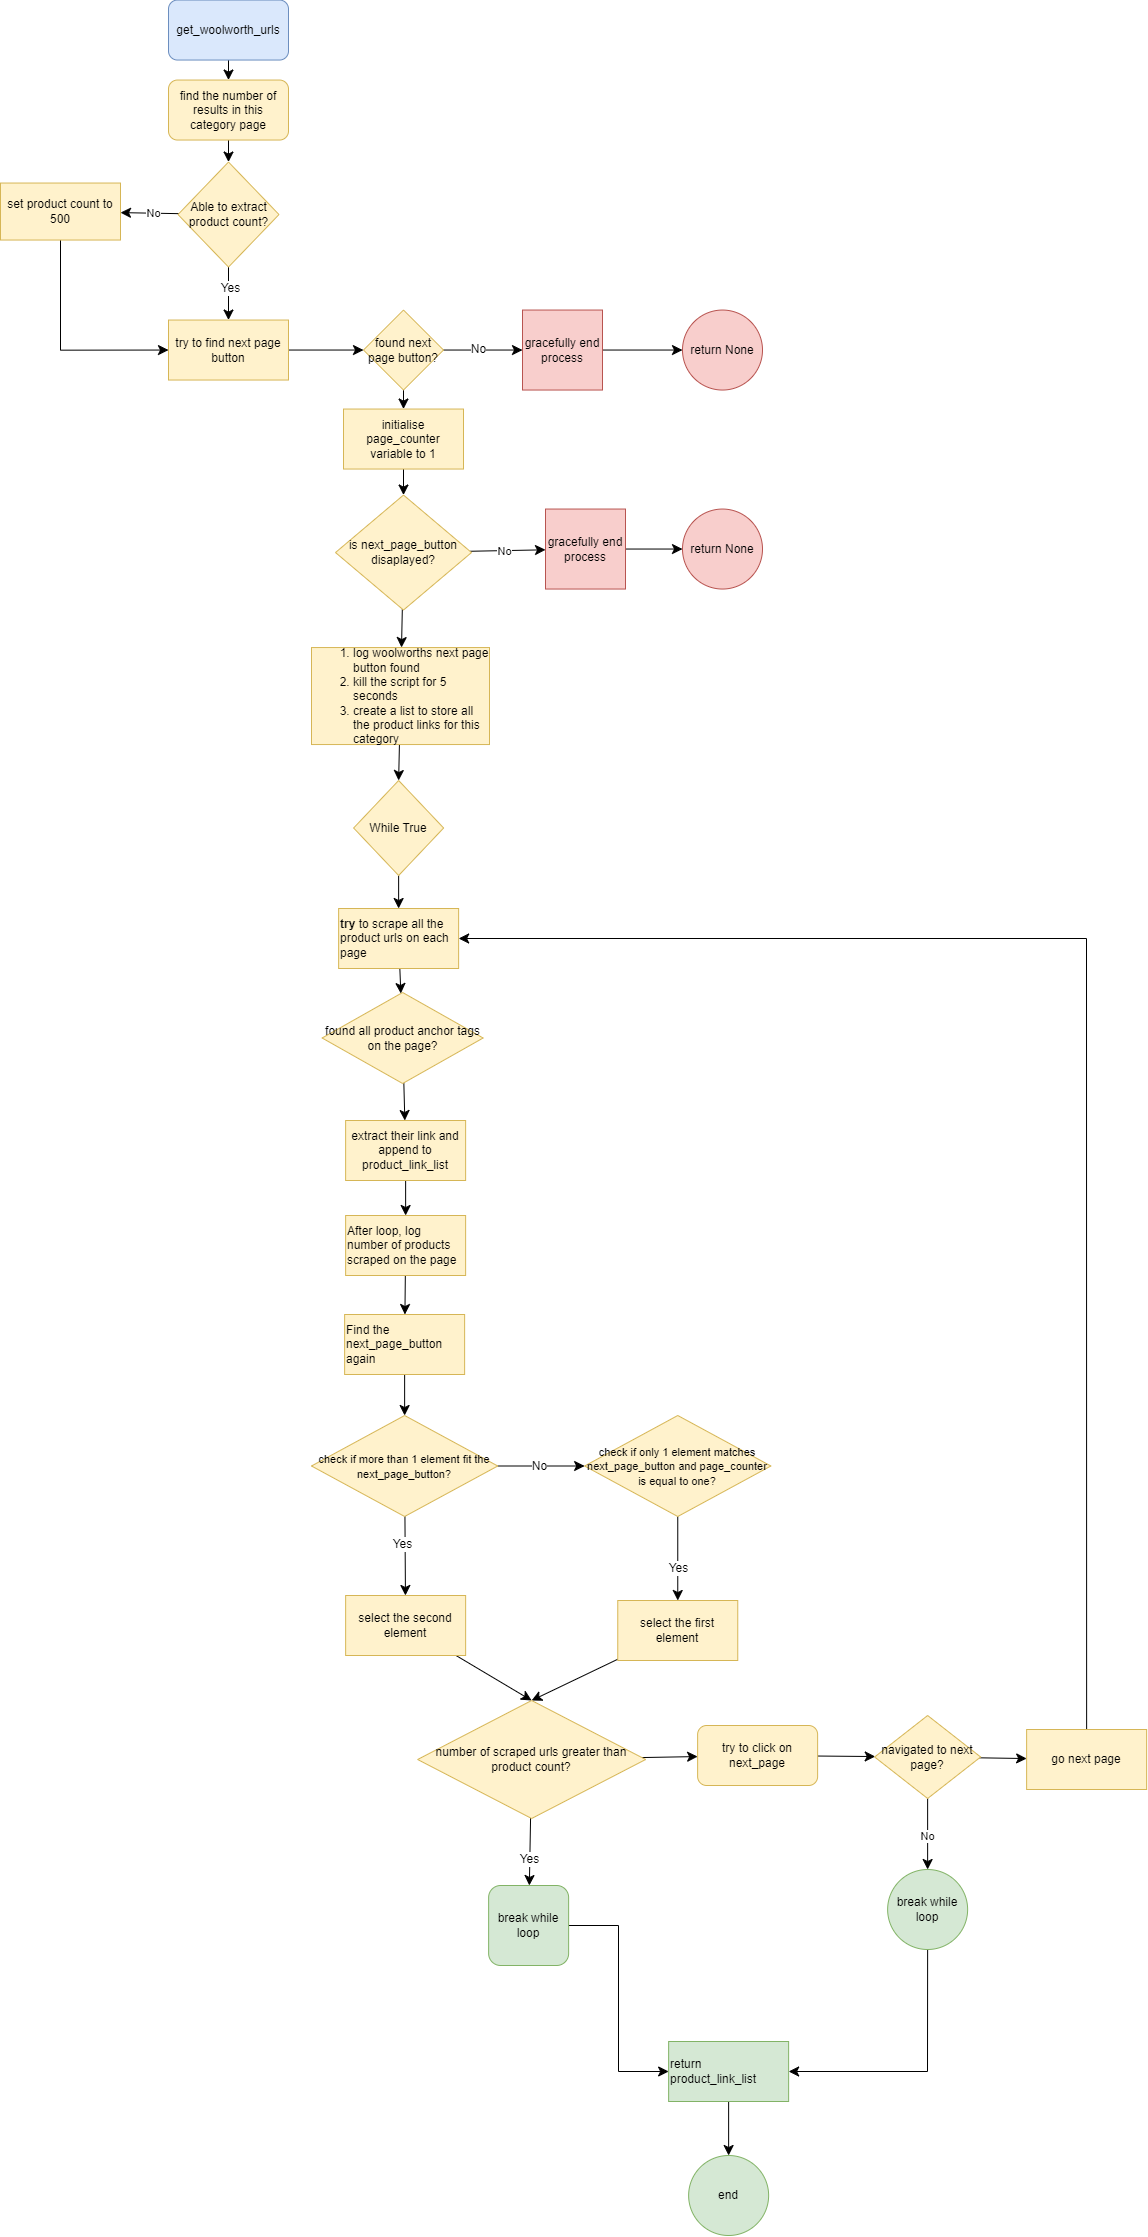 get_woolworth_urls
find the number of
results in this
category page
Able to extract
product count?
No
set product count to
500
Yes
try to find next page
button
found next
page button?
No
gracefully end
process
return None
initialise
page_counter
variable to 1
is next_page_button
disaplayed?
No
gracefully end
process
return None
1. log woolworths next page
button found
2. kill the script for 5
seconds
3. create a list to store all
the product links for this
category
While True
try to scrape all the
product urls on each
page
found all product anchor tags
on the page?
extract their link and
append to
product_link_list
After loop, log
number of products
scraped on the page
Find the
next_page_button
again
check if more than 1 element fit the
next_page_button?
No
check if only 1 element matches
next_page_button and page_counter
is equal to one?
Yes
Yes
select the second
element
select the first
element
number of scraped urls greater than
product count?
try to click on
next_page
navigated to next
page?
go next page
Yes
No
break while
loop
break while
loop
return
product_link_list
end